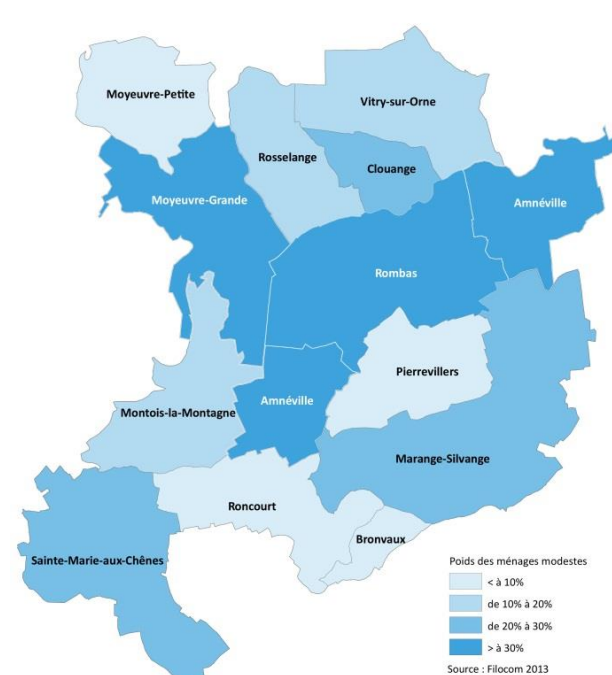 Moyeuvre-Petite
Vitry-sur-Orne
Rosselange
Clouange
Moyeuvre-Grande
Amnéville
Rombas
Pierrevillers
Amnéville
Montois-la-Montagne
Marange-Silvange
Roncourt
Bronvaux
Sainte-Marie-aux-Chênes
Poids des ménages modestes
< à 10%
de 10% à 20%
de 20% à 30%
> à 30%
Source : Filocom 2013